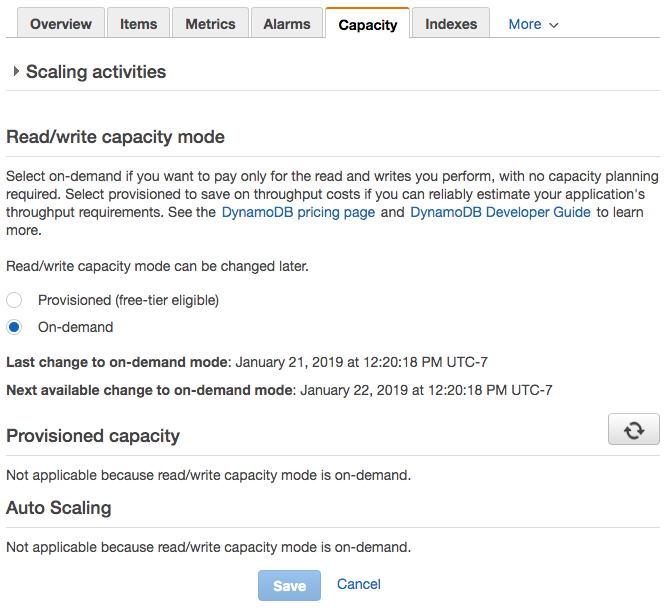 Overview Items Metrics Alarms Capacity Indexes More
Scaling activities
Read/write capacity mode
Select on-demand if you want to pay only for the read and writes you perform, with no capacity planning
required. Select provisioned to save on throughput costs if you can reliably estimate your application's
throughput requirements. See the DynamoDB pricing page and DynamoDB Developer Guide to learn
more.
Read/write capacity mode can be changed later.
Provisioned (free-tier eligible)
On-demand
Last change to on-demand mode: January 21, 2019 at 12:20:18 PM UTC-7
Next available change to on-demand mode: January 22, 2019 at 12:20:18 PM UTC-7
Provisioned capacity
Not applicable because read/write capacity mode is on-demand.
Auto Scaling
Not applicable because read/write capacity mode is on-demand.
Save Cancel